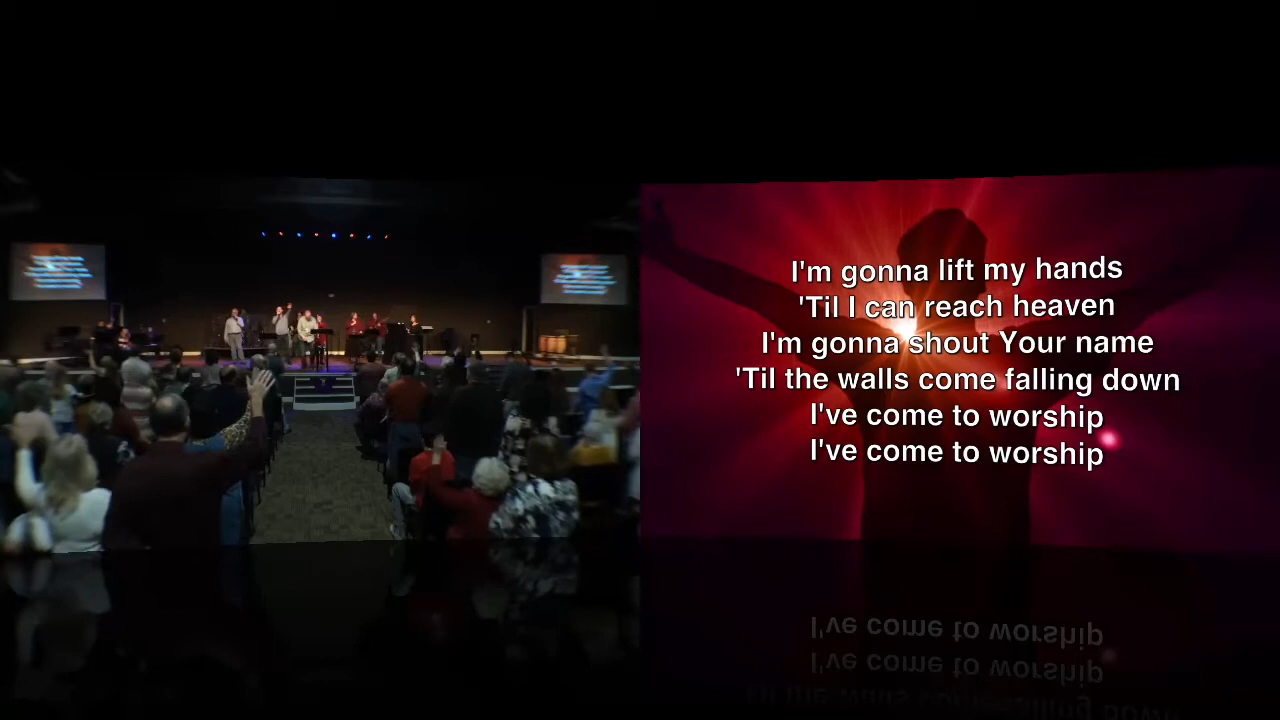 I'm gonna lift my hands
'Til I can reach heaven
I'm gonna shout Your name
'Til the walls come falling down
I've come to worship
I've come to worship